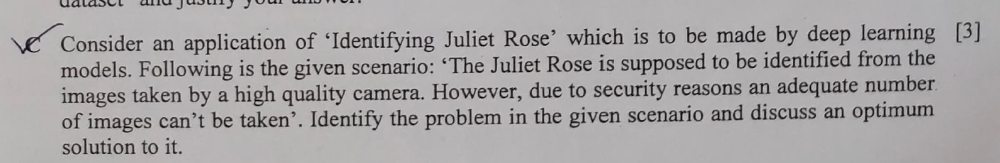 dataset' and justify your answer.
Consider an application of 'Identifying Juliet Rose' which is to be made by deep learning [3]
models. Following is the given scenario: 'The Juliet Rose is supposed to be identified from the
images taken by a high quality camera. However, due to security reasons an adequate number
of images can't be taken'. Identify the problem in the given scenario and discuss an optimum
solution to it.